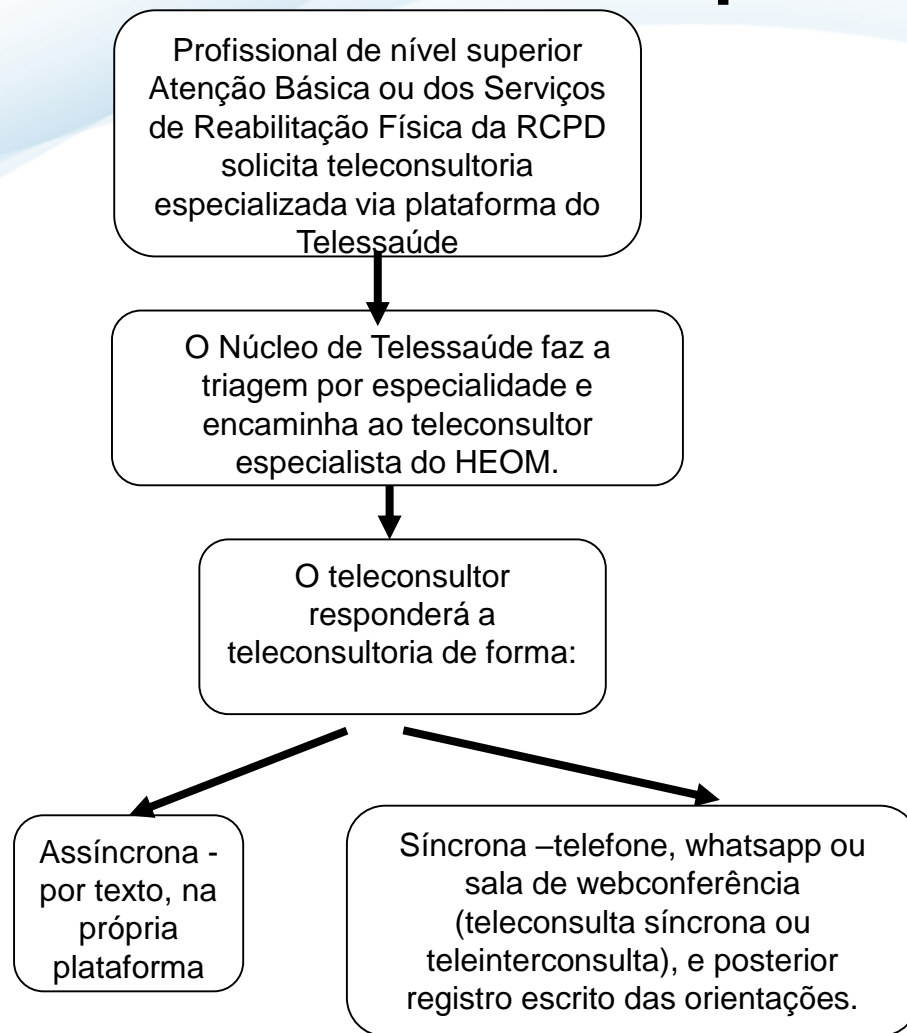 Profissional de nível superior
Atenção Básica ou dos Serviços
de Reabilitação Física da RCPD
solicita teleconsultoria
especializada via plataforma do
Telessaúde
O Núcleo de Telessaúde faz a
triagem por especialidade e
encaminha ao teleconsultor
especialista do HEOM.
O teleconsultor
responderá a
teleconsultoria de forma:
Assíncrona -
por texto, na
própria
plataforma
Síncrona –telefone, whatsapp ou
sala de webconferência
(teleconsulta síncrona ou
teleinterconsulta), e posterior
registro escrito das orientações.